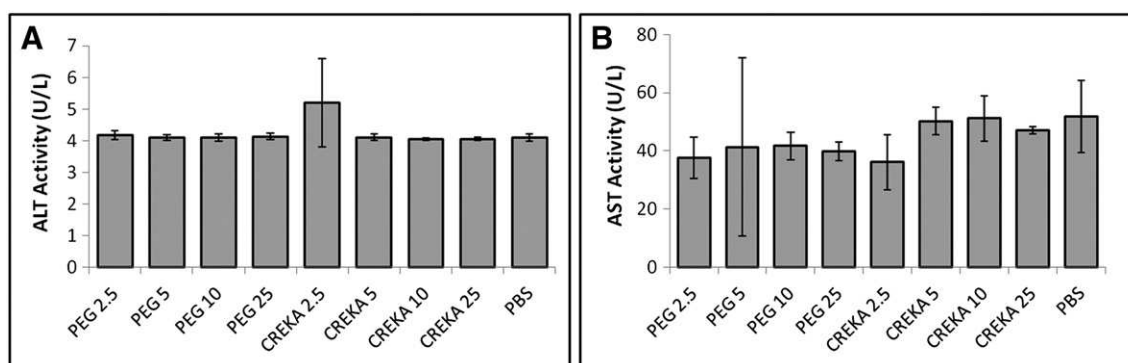 A
ALT Activity (U/L)
7
6
5
4
3
2
1
0
PEG 2.5
PEG 5
PEG 10
PEG 25
CREKA 2.5
CREKA 5
CREKA 10
CREKA 25
PBS
B
AST Activity (U/L)
80
60
40
20
0
PEG 2.5
PEG 5
PEG 10
PEG 25
CREKA 2.5
CREKA 5
CREKA 10
CREKA 25
PBS